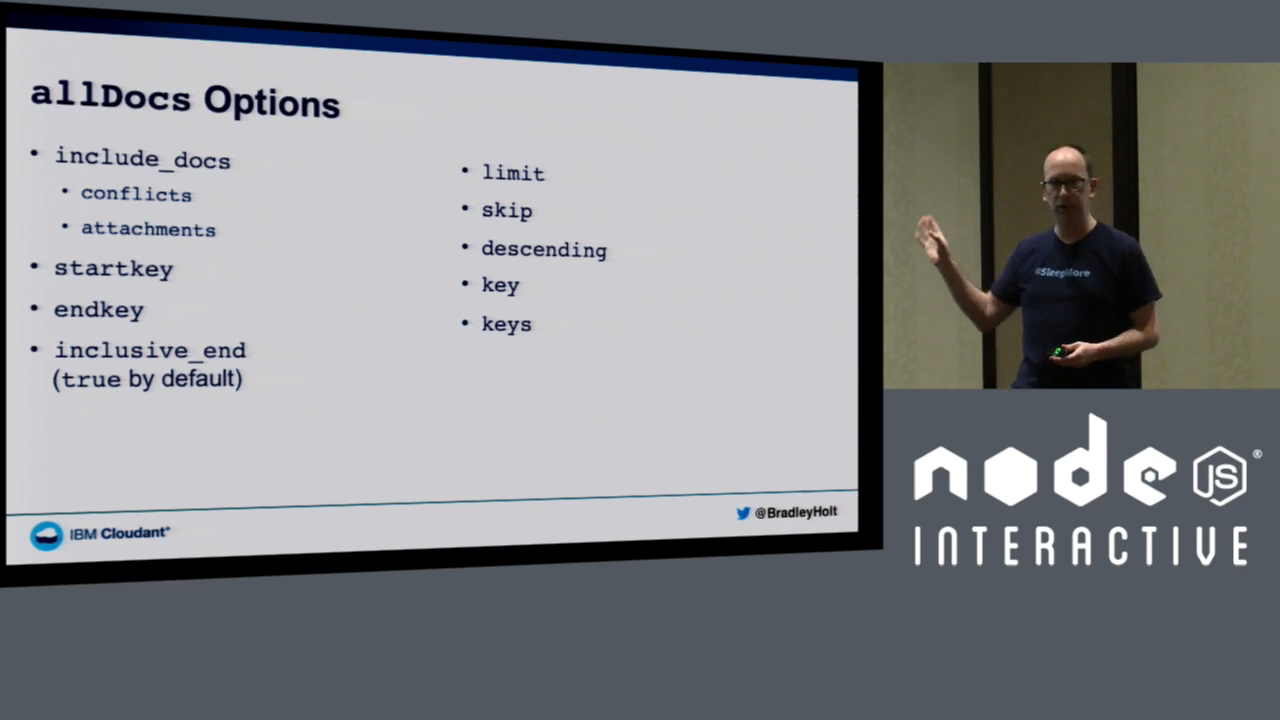 allDocs Options
• include_docs
• conflicts
• attachments
• startkey
• endkey
• inclusive_end
(true by default)
• limit
• skip
• descending
• key
• keys
IBM Cloudant®
@BradleyHolt
#SleepMore
node JS®
INTERACTIVE